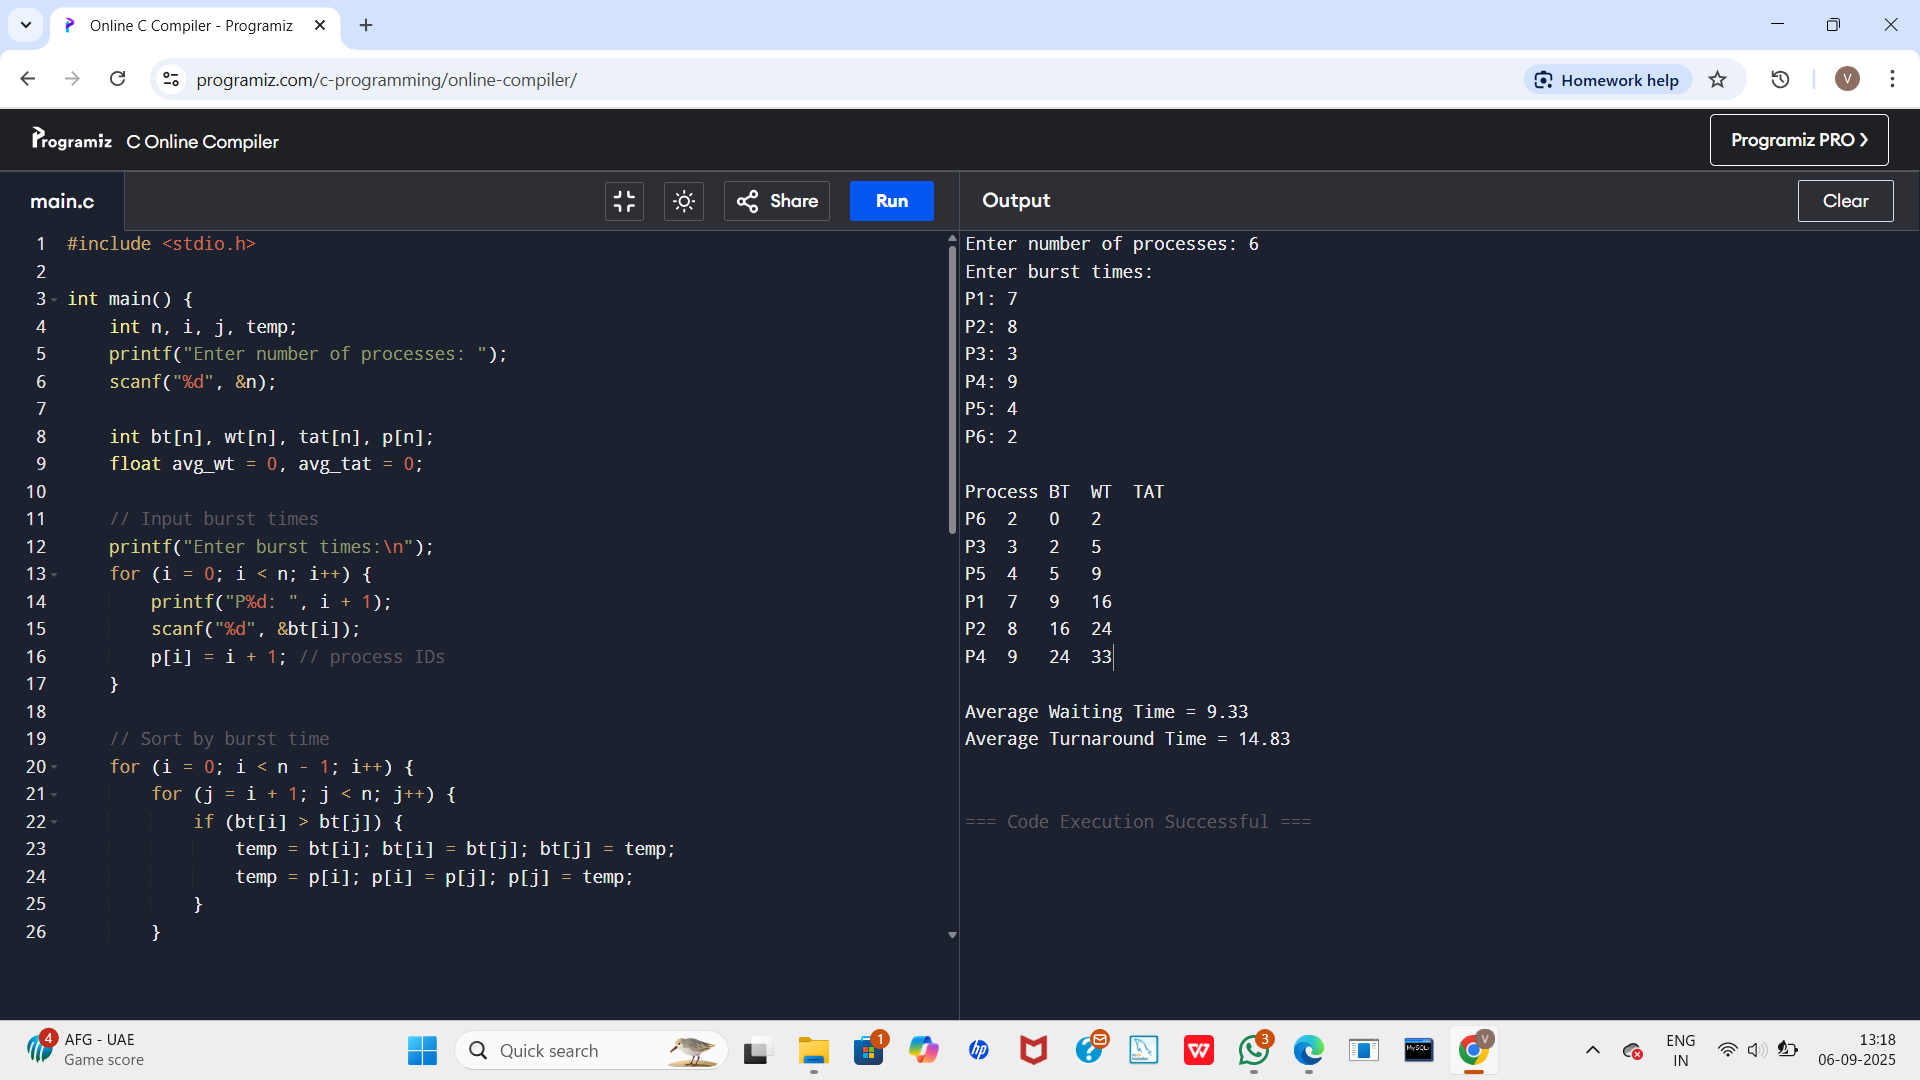 Online C Compiler - Programiz
programiz.com/c-programming/online-compiler/
Homework help
V
Programiz C Online Compiler
Programiz PRO
main.c
Share
Run
Output
Clear
1 #include <stdio.h>
2
3 int main() {
4     int n, i, j, temp;
5     printf("Enter number of processes: ");
6     scanf("%d", &n);
7
8     int bt[n], wt[n], tat[n], p[n];
9     float avg_wt = 0, avg_tat = 0;
10
11     // Input burst times
12     printf("Enter burst times:\n");
13     for (i = 0; i < n; i++) {
14         printf("P%d: ", i + 1);
15         scanf("%d", &bt[i]);
16         p[i] = i + 1; // process IDs
17     }
18
19     // Sort by burst time
20     for (i = 0; i < n - 1; i++) {
21         for (j = i + 1; j < n; j++) {
22             if (bt[i] > bt[j]) {
23                 temp = bt[i]; bt[i] = bt[j]; bt[j] = temp;
24                 temp = p[i]; p[i] = p[j]; p[j] = temp;
25             }
26         }
Enter number of processes: 6
Enter burst times:
P1: 7
P2: 8
P3: 3
P4: 9
P5: 4
P6: 2
Process BT  WT  TAT
P6  2   0   2
P3  3   2   5
P5  4   5   9
P1  7   9   16
P2  8   16  24
P4  9   24  33
Average Waiting Time = 9.33
Average Turnaround Time = 14.83
=== Code Execution Successful ===
4
AFG - UAE
Game score
Quick search
1
hp
W
3
MySQL
V
ENG
IN
13:18
06-09-2025